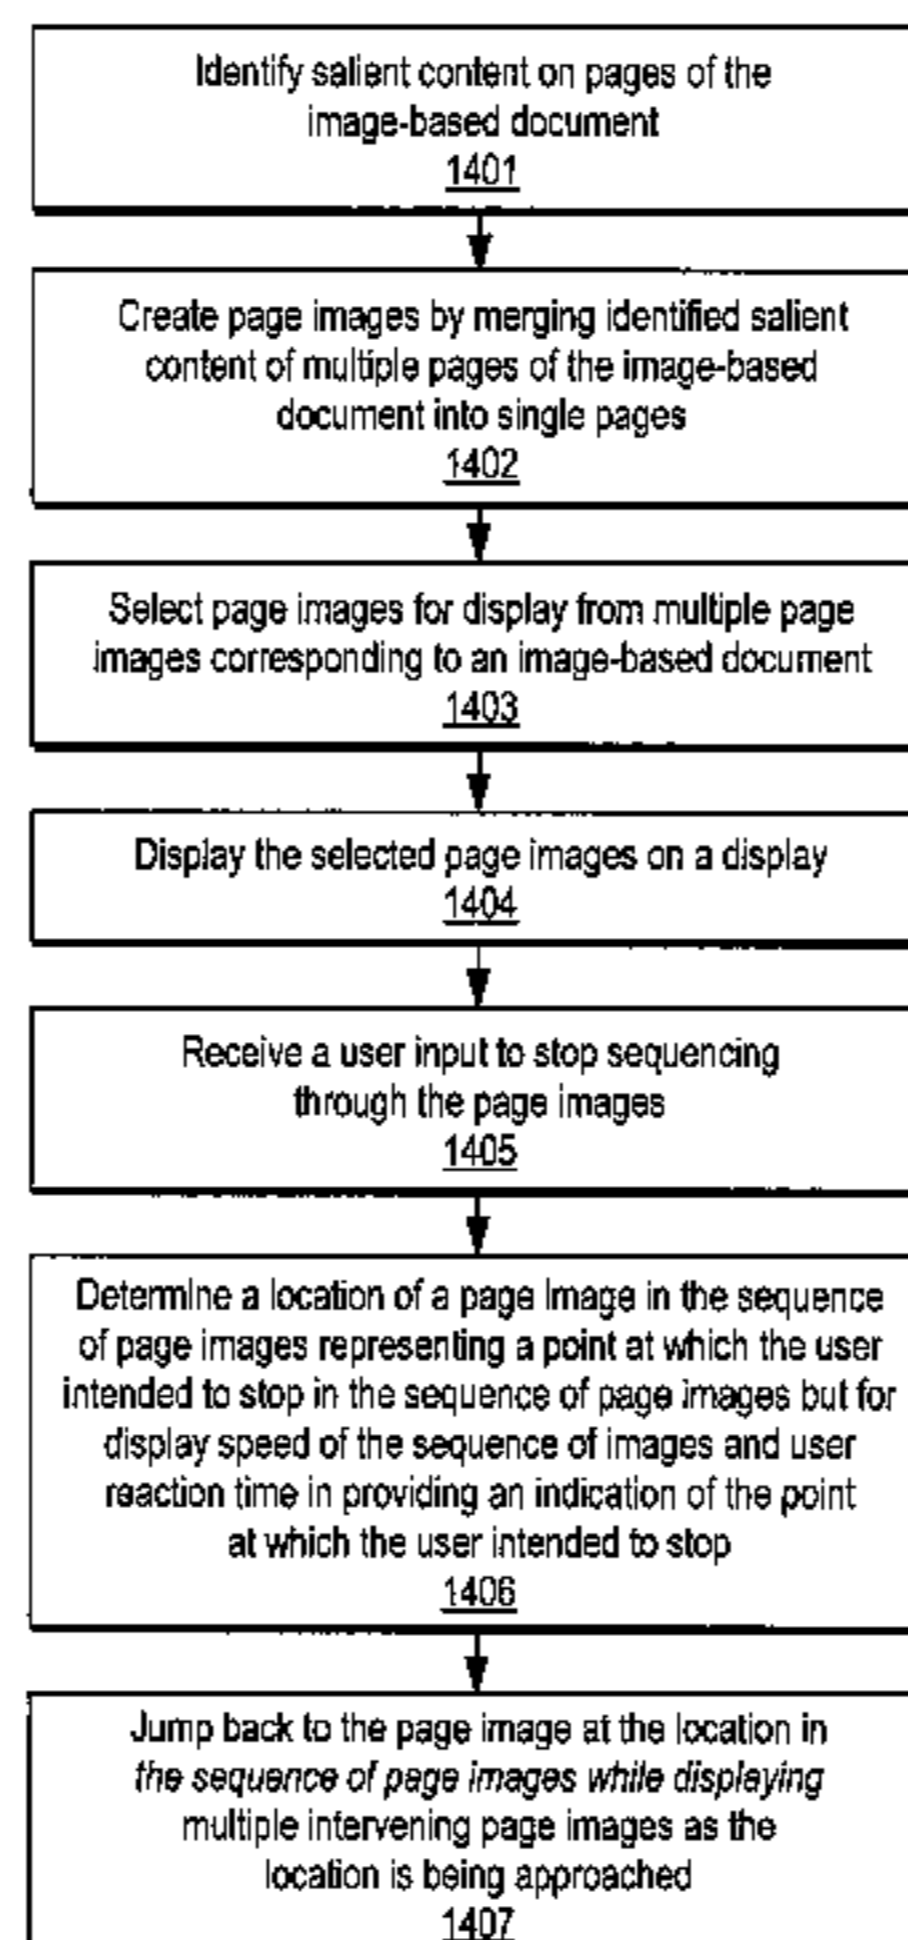 Identify salient content on pages of the
image-based document
1401
Create page images by merging identified salient
content of multiple pages of the image-based
document into single pages
1402
Select page images for display from multiple page
images corresponding to an image-based document
1403
Display the selected page images on a display
1404
Receive a user input to stop sequencing
through the page images
1405
Determine a location of a page image in the sequence
of page images representing a point at which the user
intended to stop in the sequence of page images but for
display speed of the sequence of images and user
reaction time in providing an indication of the point
at which the user intended to stop
1406
Jump back to the page image at the location in
the sequence of page images while displaying
multiple intervening page images as the
location is being approached
1407